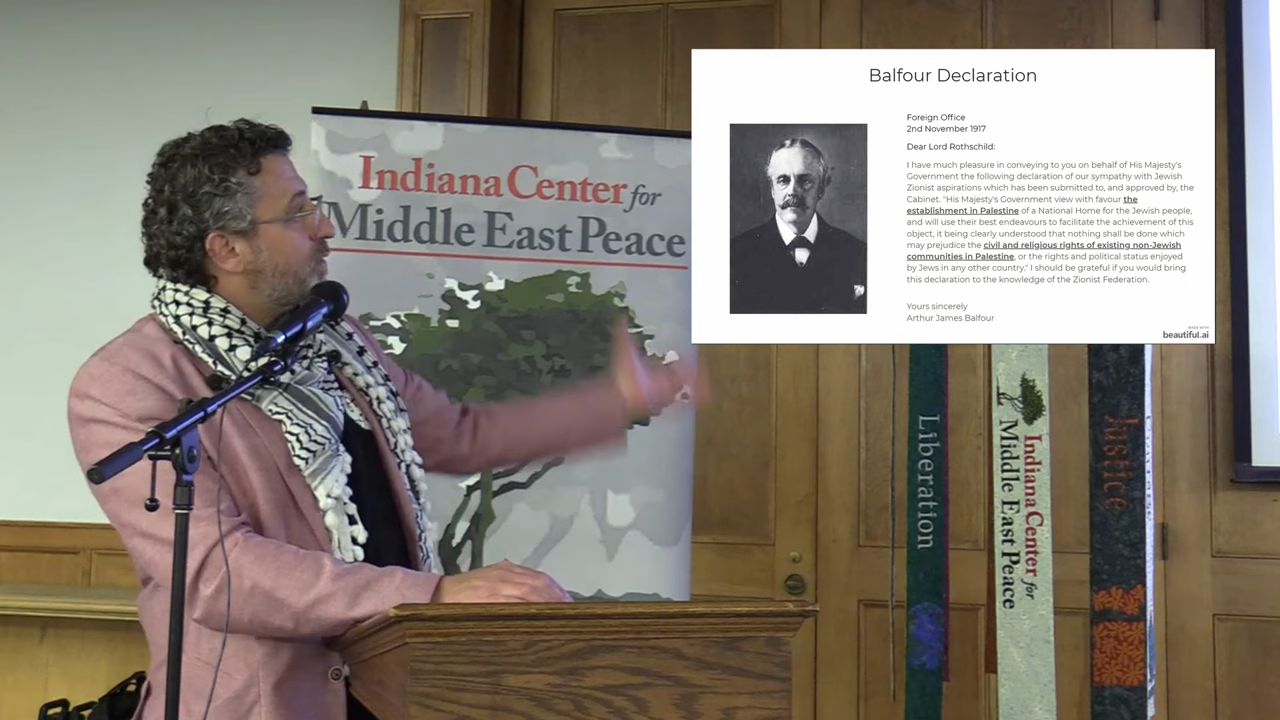 Indiana Center for
Middle East Peace
Balfour Declaration
Foreign Office
2nd November 1917
Dear Lord Rothschild:
I have much pleasure in conveying to you on behalf of His Majesty's
Government the following declaration of our sympathy with Jewish
Zionist aspirations which has been submitted to, and approved by, the
Cabinet. "His Majesty's Government view with favour the
establishment in Palestine of a National Home for the Jewish people,
and will use their best endeavours to facilitate the achievement of this
object, it being clearly understood that nothing shall be done which
may prejudice the civil and religious rights of existing non-Jewish
communities in Palestine, or the rights and political status enjoyed
by Jews in any other country." I should be grateful if you would bring
this declaration to the knowledge of the Zionist Federation.
Yours sincerely
Arthur James Balfour
MADE WITH
beautiful.ai
Liberation
Indiana Center for
Middle East Peace
Justice